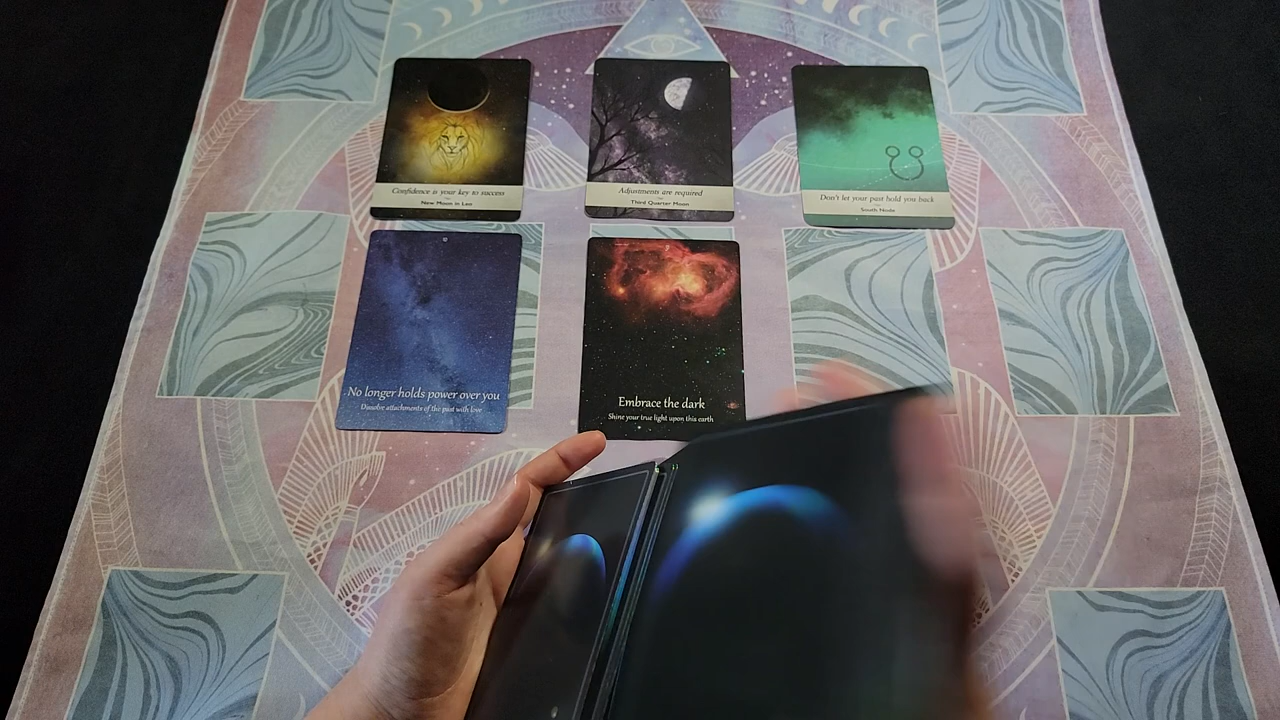 Confidence is your key to success
New Moon in Leo
Adjustments are required
Third Quarter Moon
Don't let your past hold you back
South Node
No longer holds power over you
Dissolve attachments of the past with love
Embrace the dark
Shine your true light upon this earth